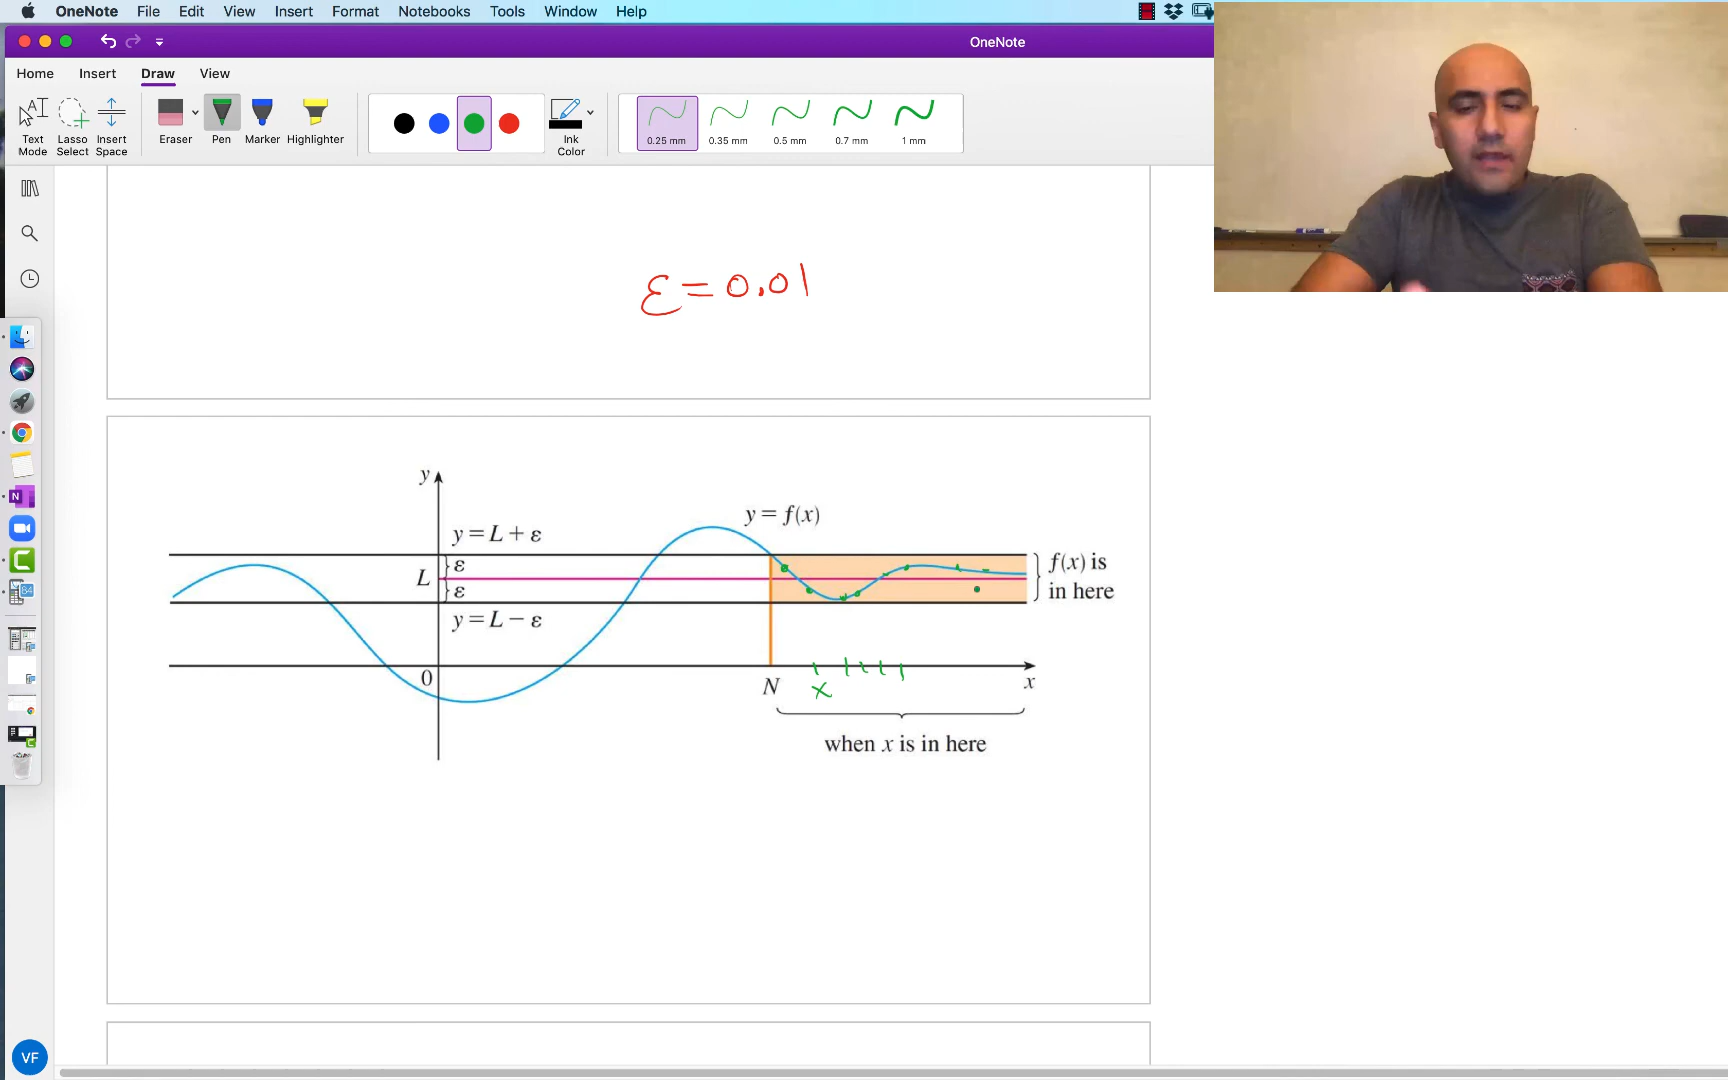 OneNote File Edit View Insert Format Notebooks Tools Window Help
OneNote
Home Insert Draw View
Text Mode
Lasso Select
Insert Space
Eraser
Pen
Marker
Highlighter
Ink Color
0.25 mm 0.35 mm 0.5 mm 0.7 mm 1 mm
ε = 0.01
y
y = L + ε
y = f(x)
ε
L
ε
f(x) is
in here
y = L − ε
0
N
x
x
when x is in here
VF